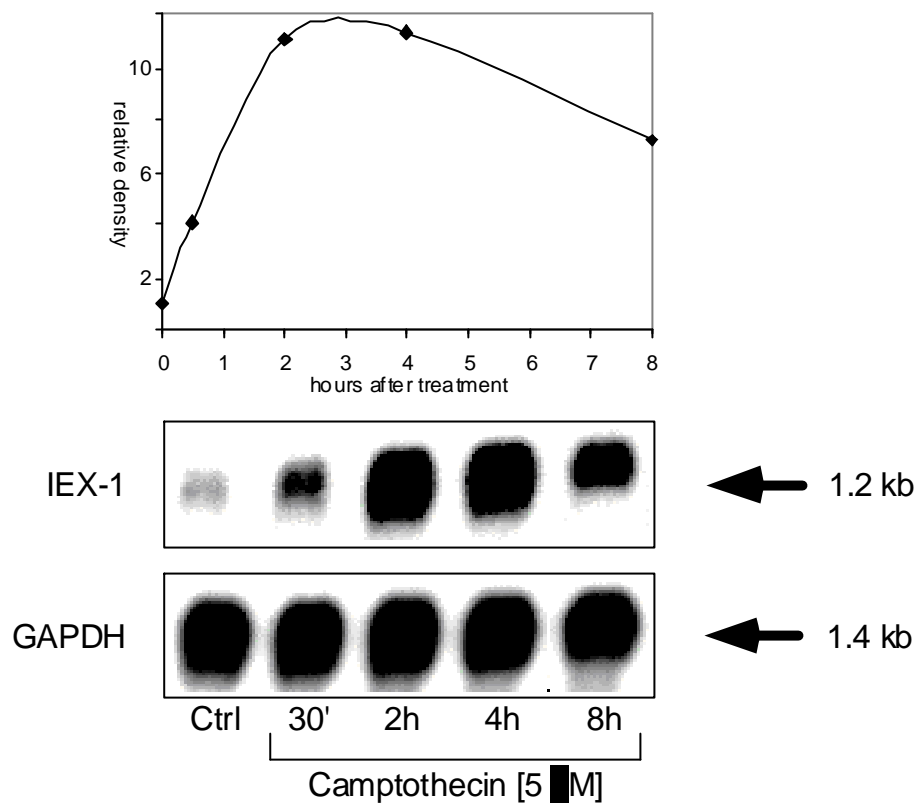 10
6
2
relative density
0 1 2 3 4 5 6 7 8
hours after treatment
IEX-1
1.2 kb
GAPDH
1.4 kb
Ctrl 30' 2h 4h 8h
Camptothecin [5 █M]